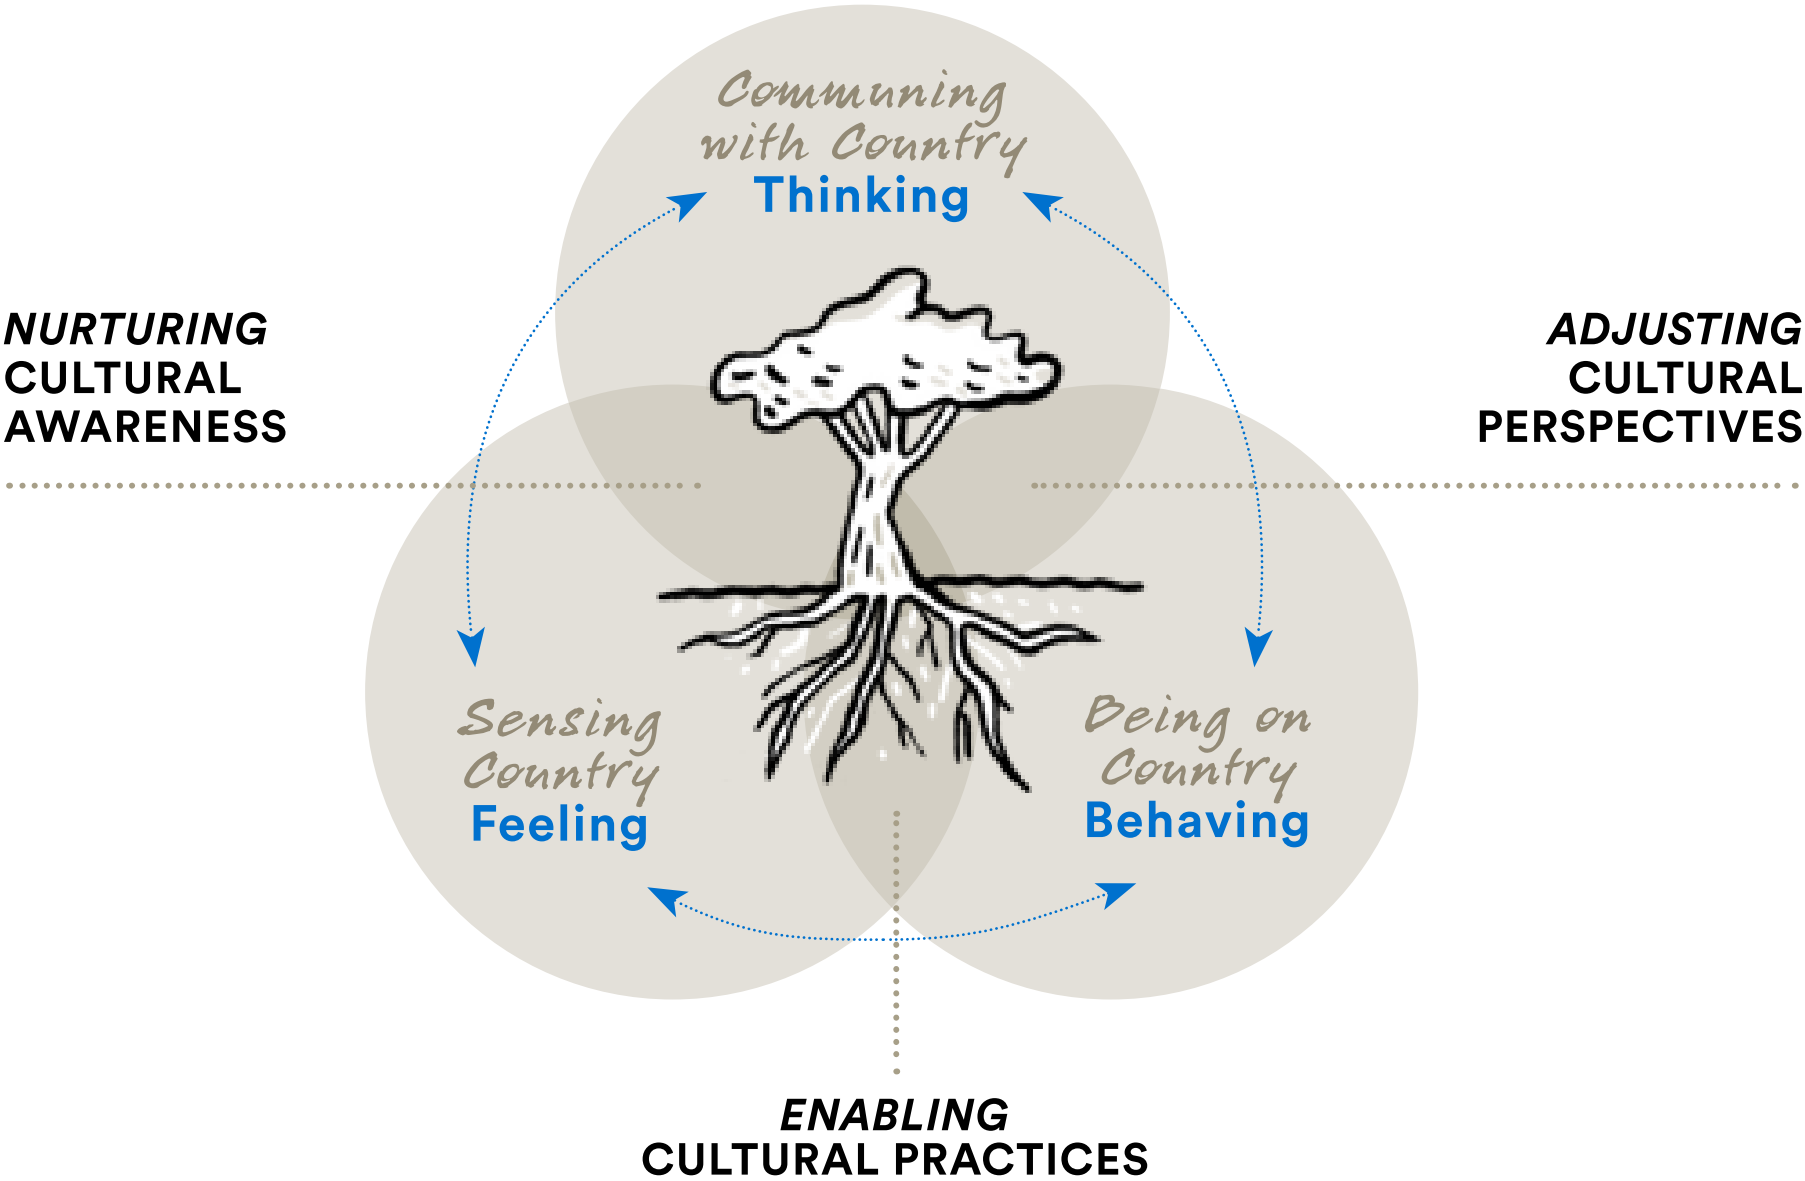 Communing
with Country
Thinking
NURTURING
CULTURAL
AWARENESS
ADJUSTING
CULTURAL
PERSPECTIVES
Sensing
Country
Feeling
Being on
Country
Behaving
ENABLING
CULTURAL PRACTICES